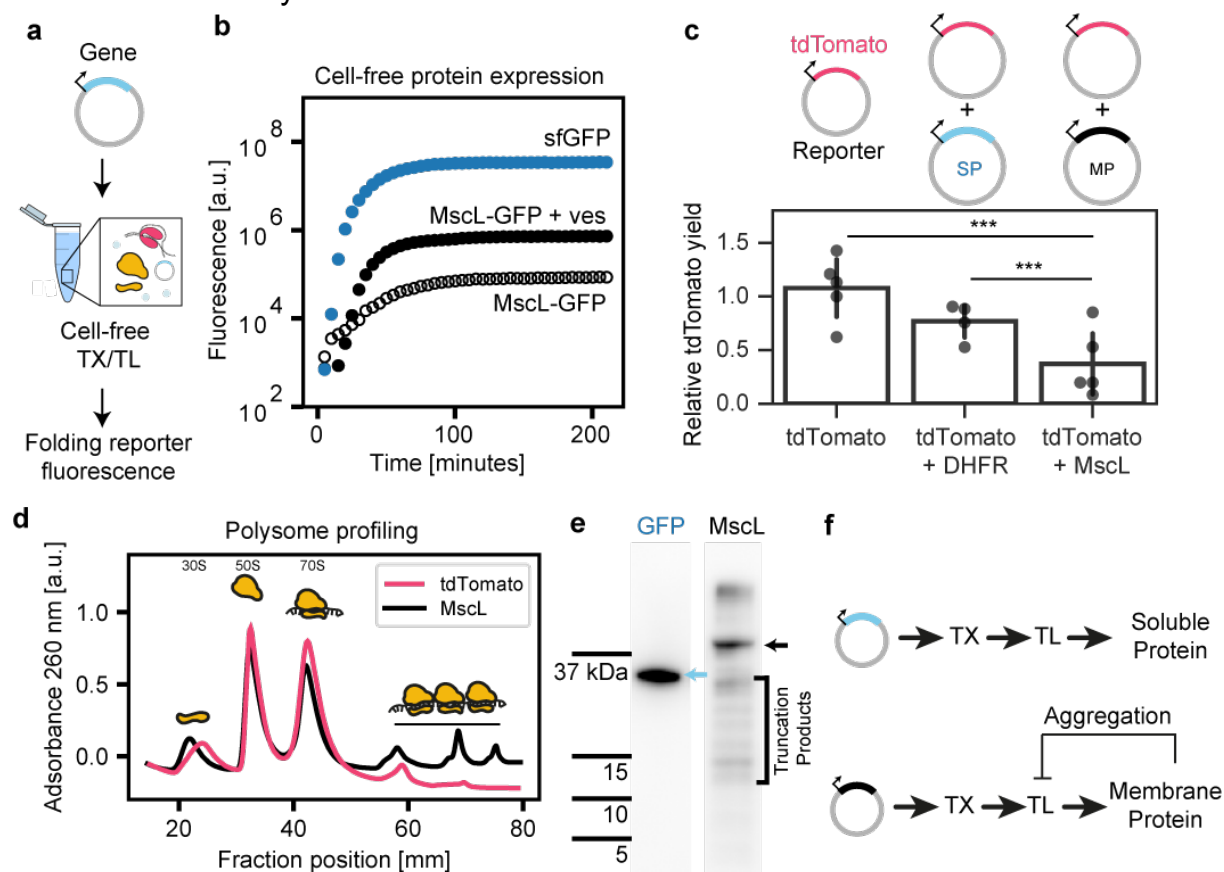 a
Gene
Cell-free
TX/TL
Folding reporter
fluorescence
b
Cell-free protein expression
Fluorescence [a.u.]
10^8
10^6
10^4
10^2
sfGFP
MscL-GFP + ves
MscL-GFP
0
100
200
Time [minutes]
c
tdTomato
Reporter
+
SP
+
MP
Relative tdTomato yield
1.5
1.0
0.5
0.0
***
***
tdTomato
tdTomato
+ DHFR
tdTomato
+ MscL
d
Polysome profiling
Adsorbance 260 nm [a.u.]
1.0
0.5
0.0
30S
50S
70S
tdTomato
MscL
20
40
60
80
Fraction position [mm]
e
GFP
MscL
37 kDa
15
10
5
Truncation
Products
f
TX
TL
Soluble
Protein
Aggregation
TX
TL
Membrane
Protein